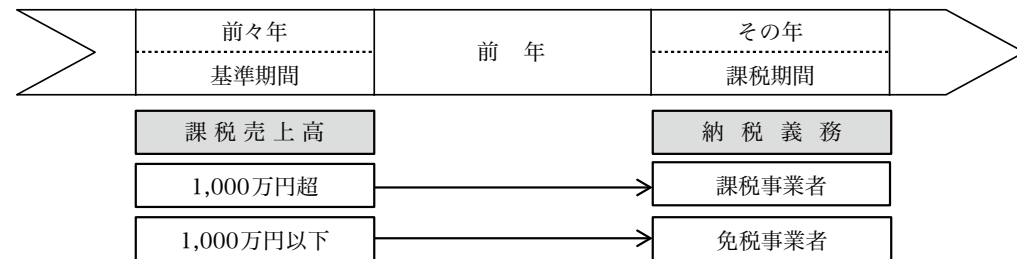 前々年
基準期間
前 年
その年
課税期間
課税売上高
納税義務
1,000万円超
課税事業者
1,000万円以下
免税事業者